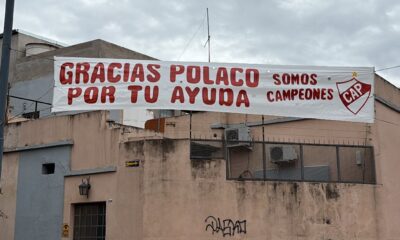 GRACIAS POLACO
POR TU AYUDA
SOMOS
CAMPEONES
CAP